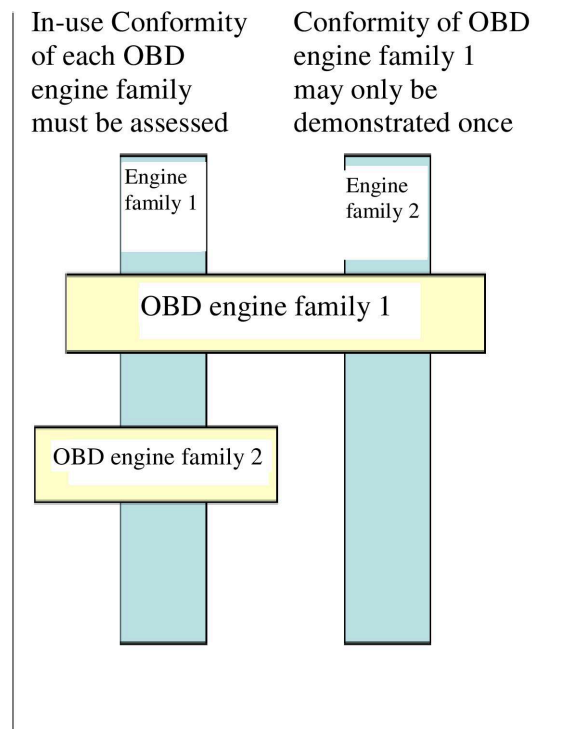 In-use Conformity
of each OBD
engine family
must be assessed
Conformity of OBD
engine family 1
may only be
demonstrated once
Engine
family 1
Engine
family 2
OBD engine family 1
OBD engine family 2